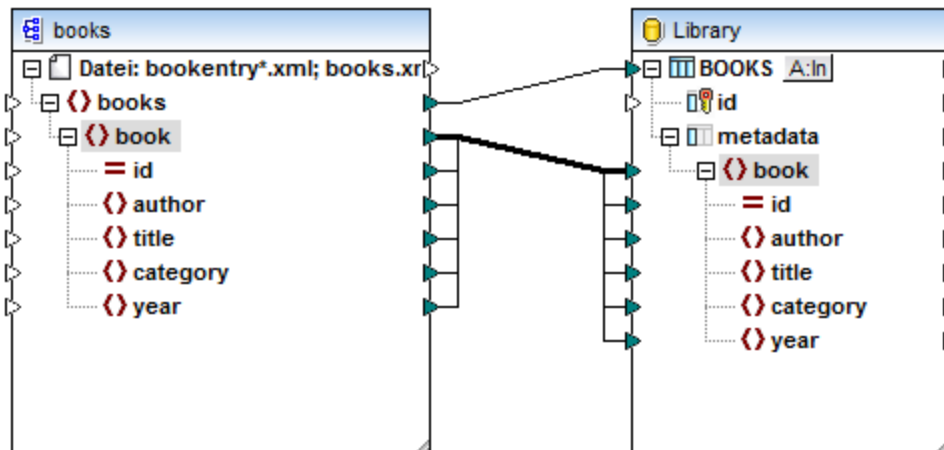 books
Datei: bookentry*.xml; books.xr
books
book
id
author
title
category
year
Library
BOOKS A:In
id
metadata
book
id
author
title
category
year